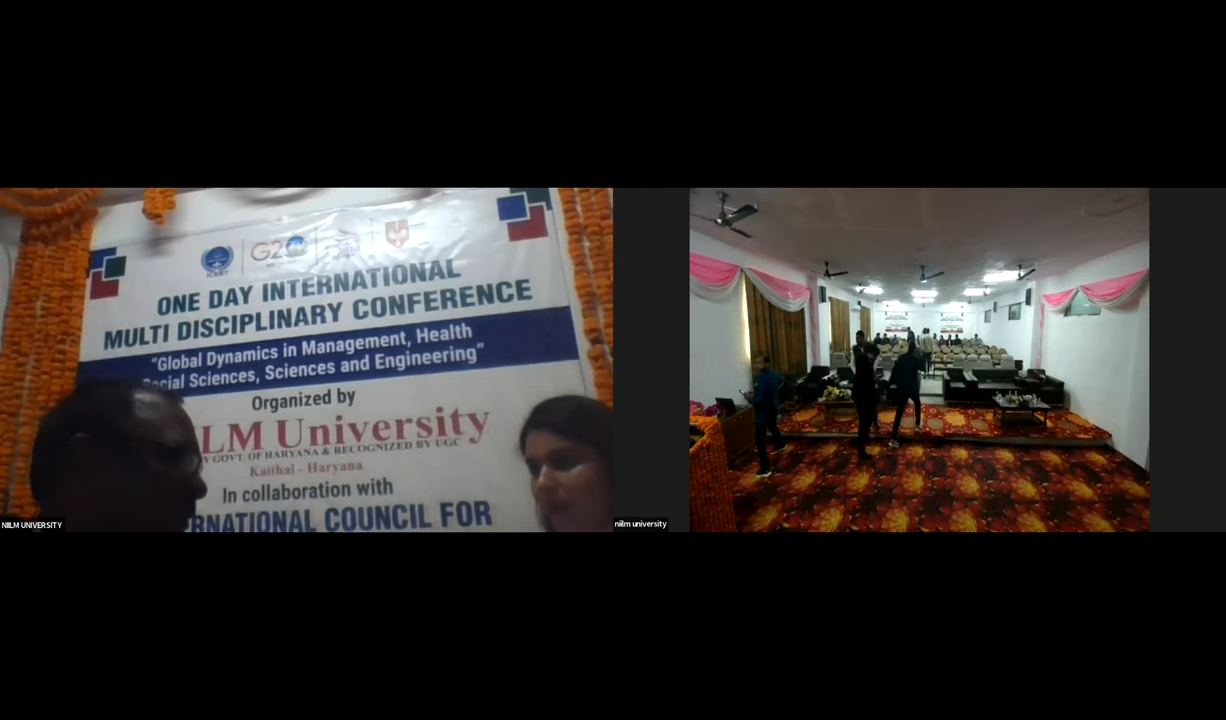 G20
ONE DAY INTERNATIONAL
MULTI DISCIPLINARY CONFERENCE
"Global Dynamics in Management, Health
Social Sciences, Sciences and Engineering"
Organized by
LM University
GOVT. OF HARYANA & RECOGNIZED BY UGC
Kaithal - Haryana
In collaboration with
RNATIONAL COUNCIL FOR
NIILM UNIVERSITY
niilm university